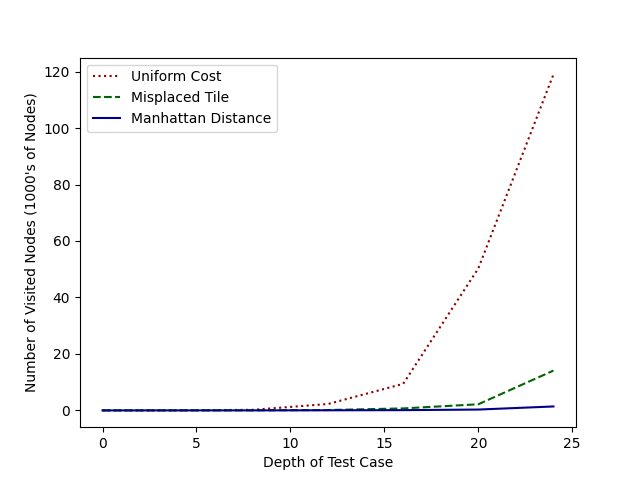 Uniform Cost
Misplaced Tile
Manhattan Distance
Number of Visited Nodes (1000's of Nodes)
120
100
80
60
40
20
0
0 5 10 15 20 25
Depth of Test Case